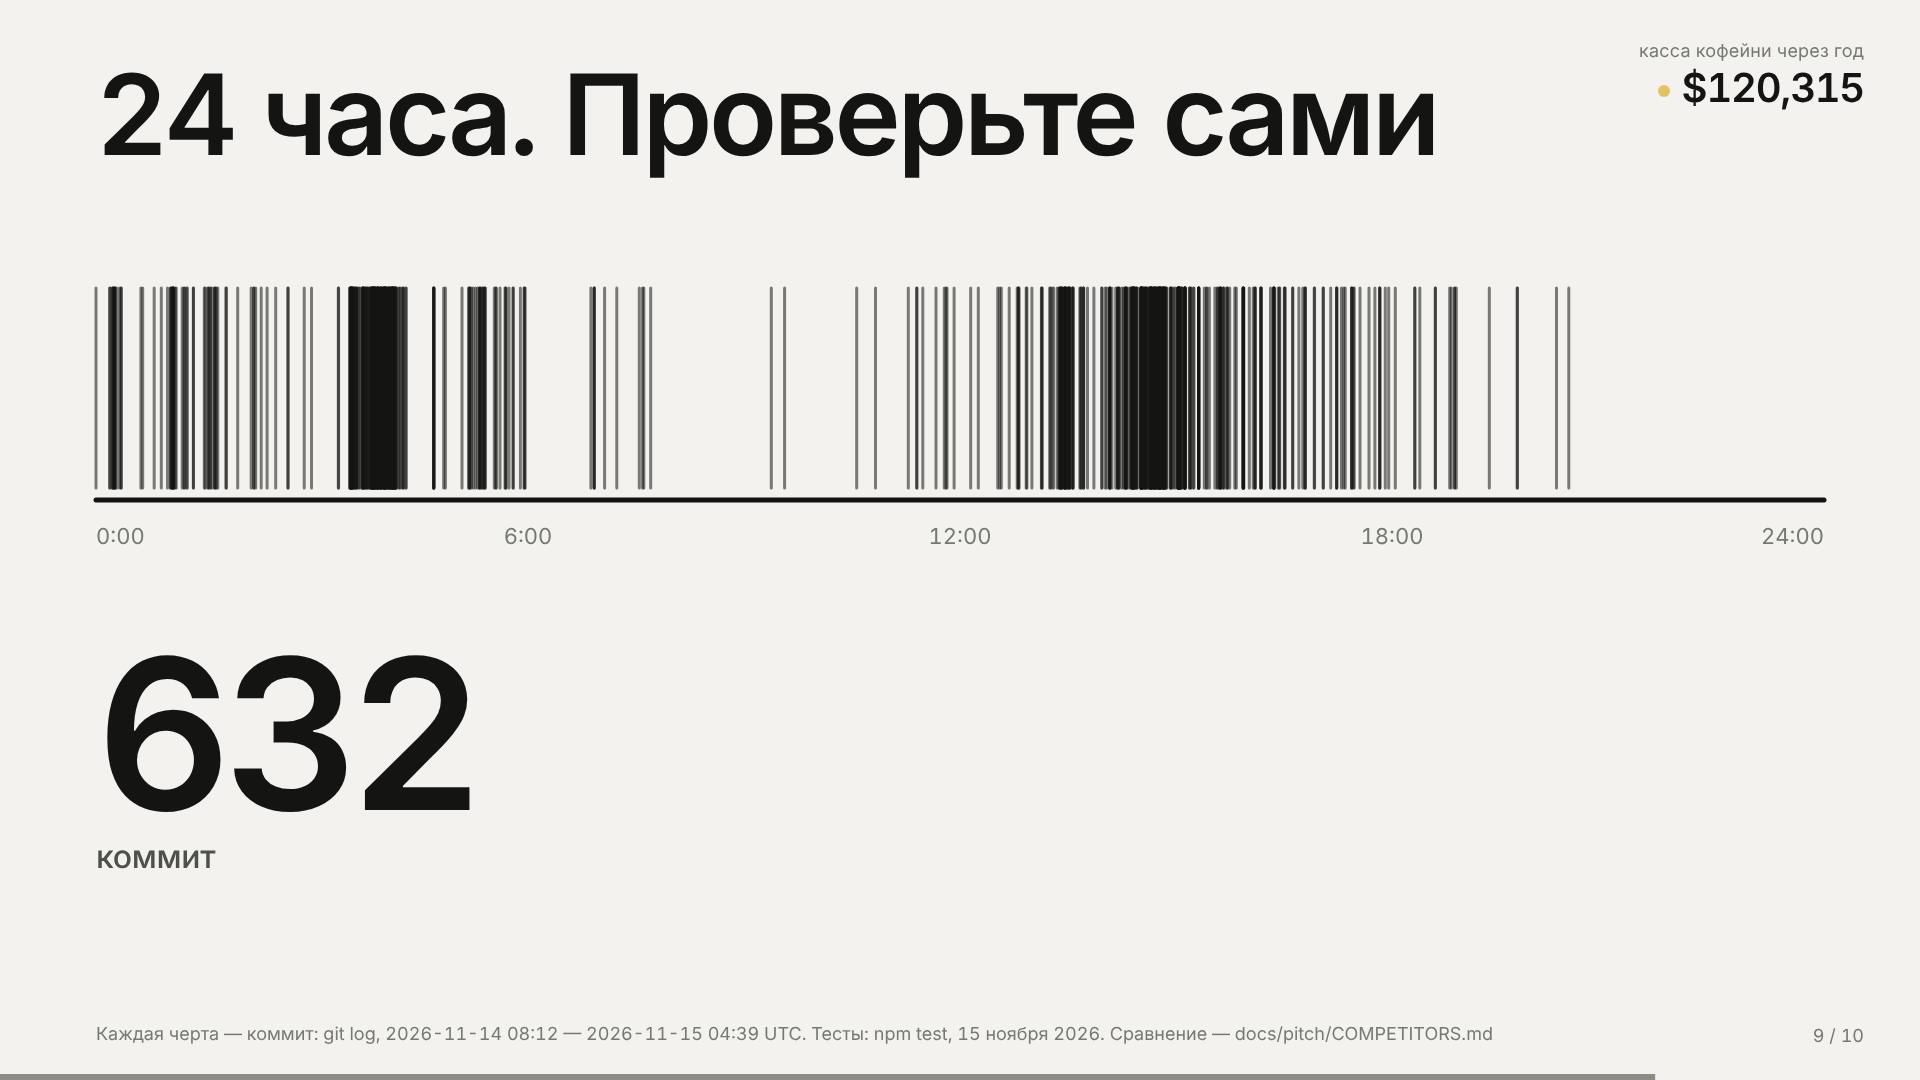 касса кофейни через год
24 часа. Проверьте сами
$120,315
0:00 6:00 12:00 18:00 24:00
632
коммит
Каждая черта — коммит: git log, 2026-11-14 08:12 — 2026-11-15 04:39 UTC. Тесты: npm test, 15 ноября 2026. Сравнение — docs/pitch/COMPETITORS.md
9 / 10